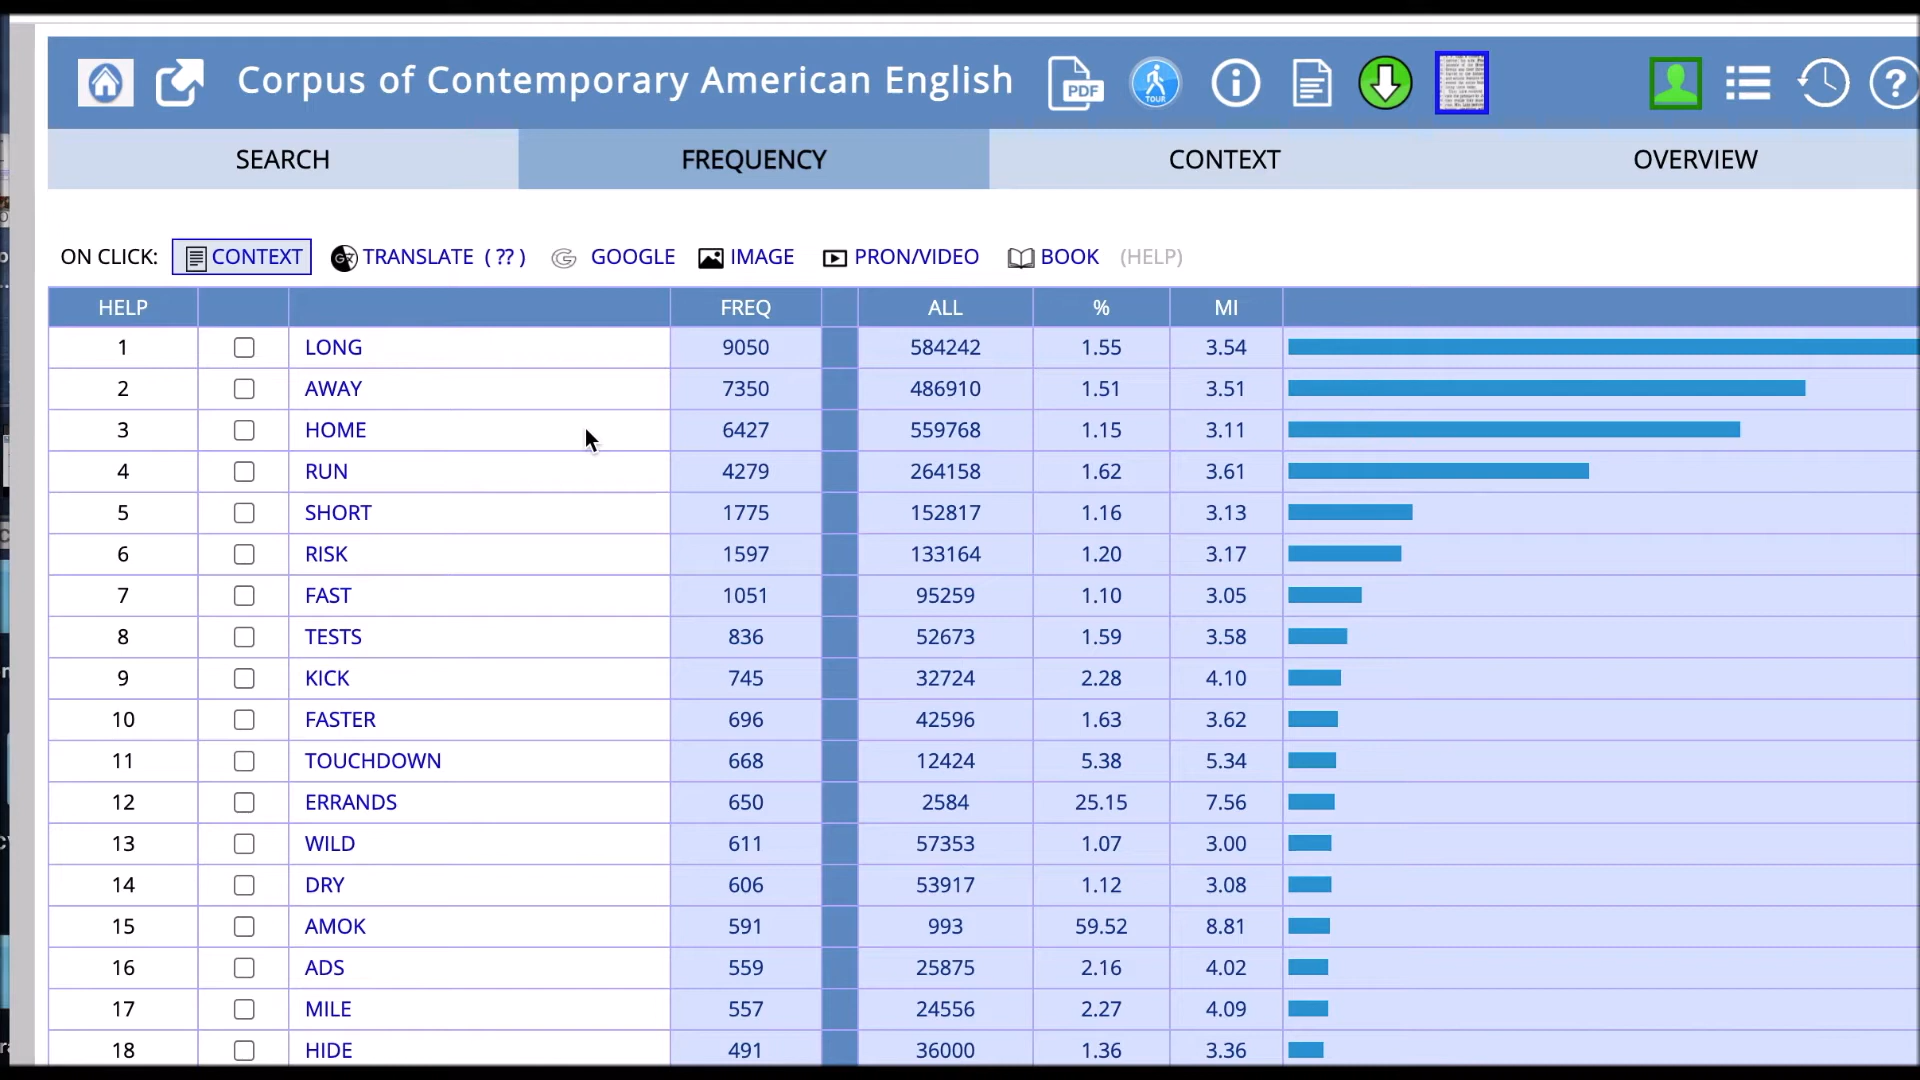 Corpus of Contemporary American English PDF TOUR
SEARCH FREQUENCY CONTEXT OVERVIEW
ON CLICK: CONTEXT TRANSLATE ( ?? ) GOOGLE IMAGE PRON/VIDEO BOOK (HELP)
HELP FREQ ALL % MI
1 LONG 9050 584242 1.55 3.54
2 AWAY 7350 486910 1.51 3.51
3 HOME 6427 559768 1.15 3.11
4 RUN 4279 264158 1.62 3.61
5 SHORT 1775 152817 1.16 3.13
6 RISK 1597 133164 1.20 3.17
7 FAST 1051 95259 1.10 3.05
8 TESTS 836 52673 1.59 3.58
9 KICK 745 32724 2.28 4.10
10 FASTER 696 42596 1.63 3.62
11 TOUCHDOWN 668 12424 5.38 5.34
12 ERRANDS 650 2584 25.15 7.56
13 WILD 611 57353 1.07 3.00
14 DRY 606 53917 1.12 3.08
15 AMOK 591 993 59.52 8.81
16 ADS 559 25875 2.16 4.02
17 MILE 557 24556 2.27 4.09
18 HIDE 491 36000 1.36 3.36